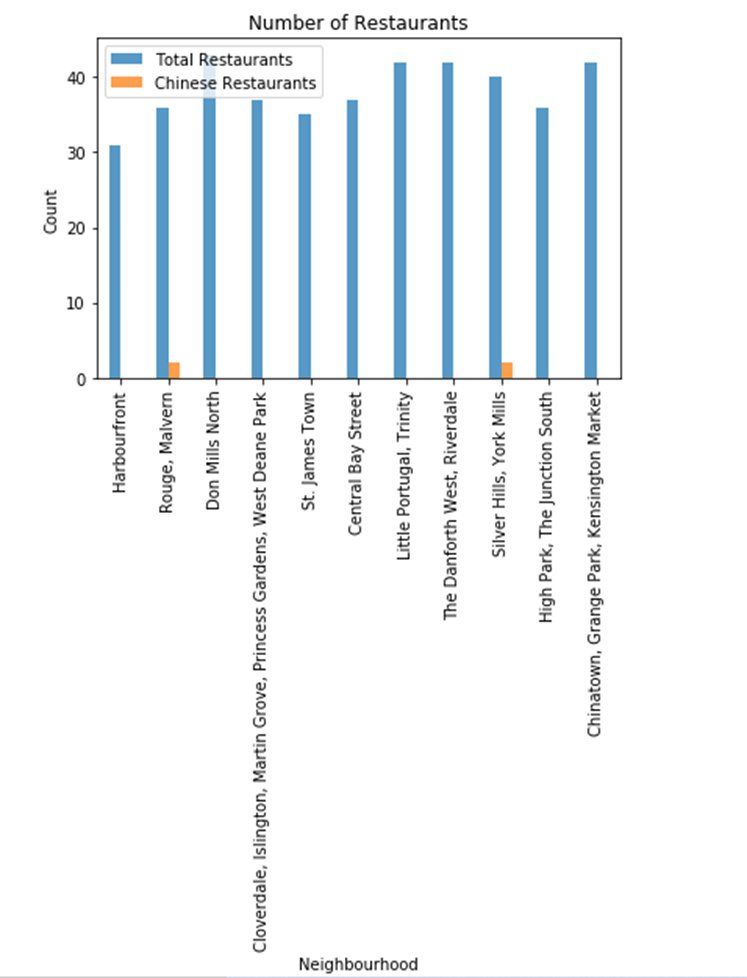 Number of Restaurants
Total Restaurants
Chinese Restaurants
Count
40
30
20
10
0
Harbourfront
Rouge, Malvern
Don Mills North
Cloverdale, Islington, Martin Grove, Princess Gardens, West Deane Park
St. James Town
Central Bay Street
Little Portugal, Trinity
The Danforth West, Riverdale
Silver Hills, York Mills
High Park, The Junction South
Chinatown, Grange Park, Kensington Market
Neighbourhood